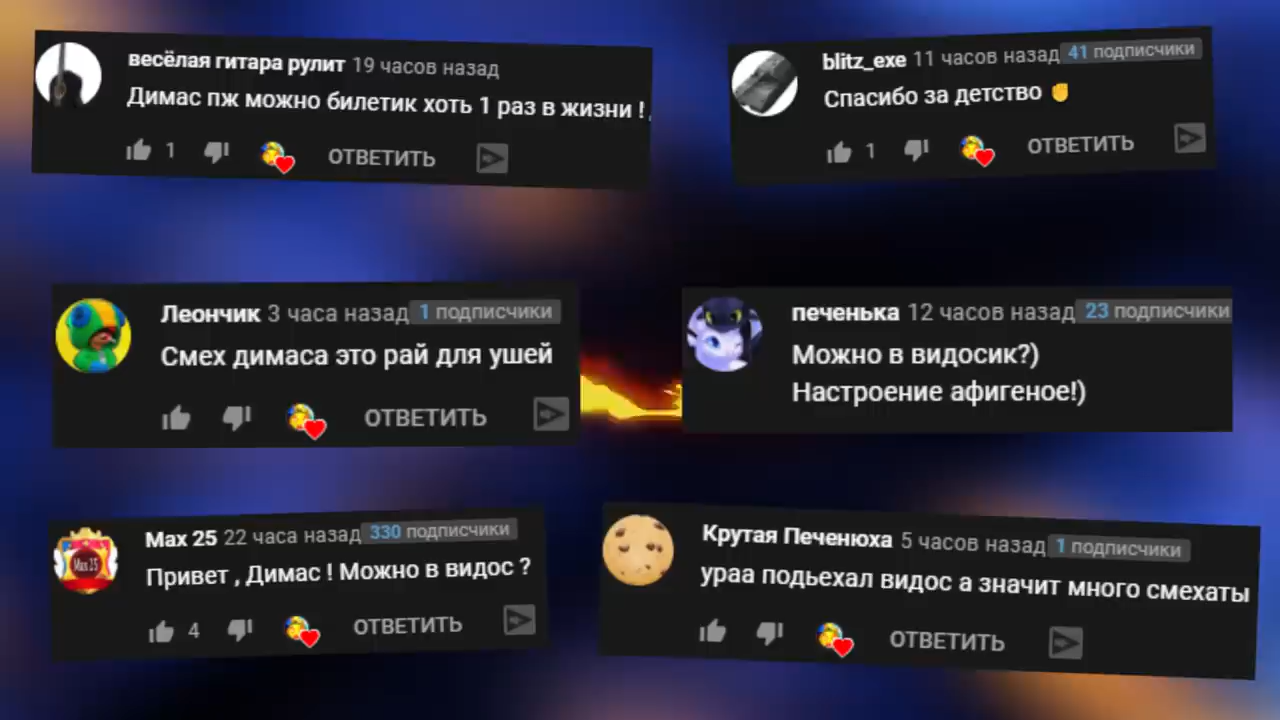 весёлая гитара рулит 19 часов назад
Димас пж можно билетик хоть 1 раз в жизни !
1 ОТВЕТИТЬ
blitz_exe 11 часов назад 41 подписчики
Спасибо за детство ✊
1 ОТВЕТИТЬ
Леончик 3 часа назад 1 подписчики
Смех димаса это рай для ушей
ОТВЕТИТЬ
печенька 12 часов назад 23 подписчики
Можно в видосик?)
Настроение афигеное!)
Max 25 22 часа назад 330 подписчики
Привет , Димас ! Можно в видос ?
4 ОТВЕТИТЬ
Max 25
Крутая Печенюха 5 часов назад 1 подписчики
ураа подьехал видос а значит много смехаты
ОТВЕТИТЬ